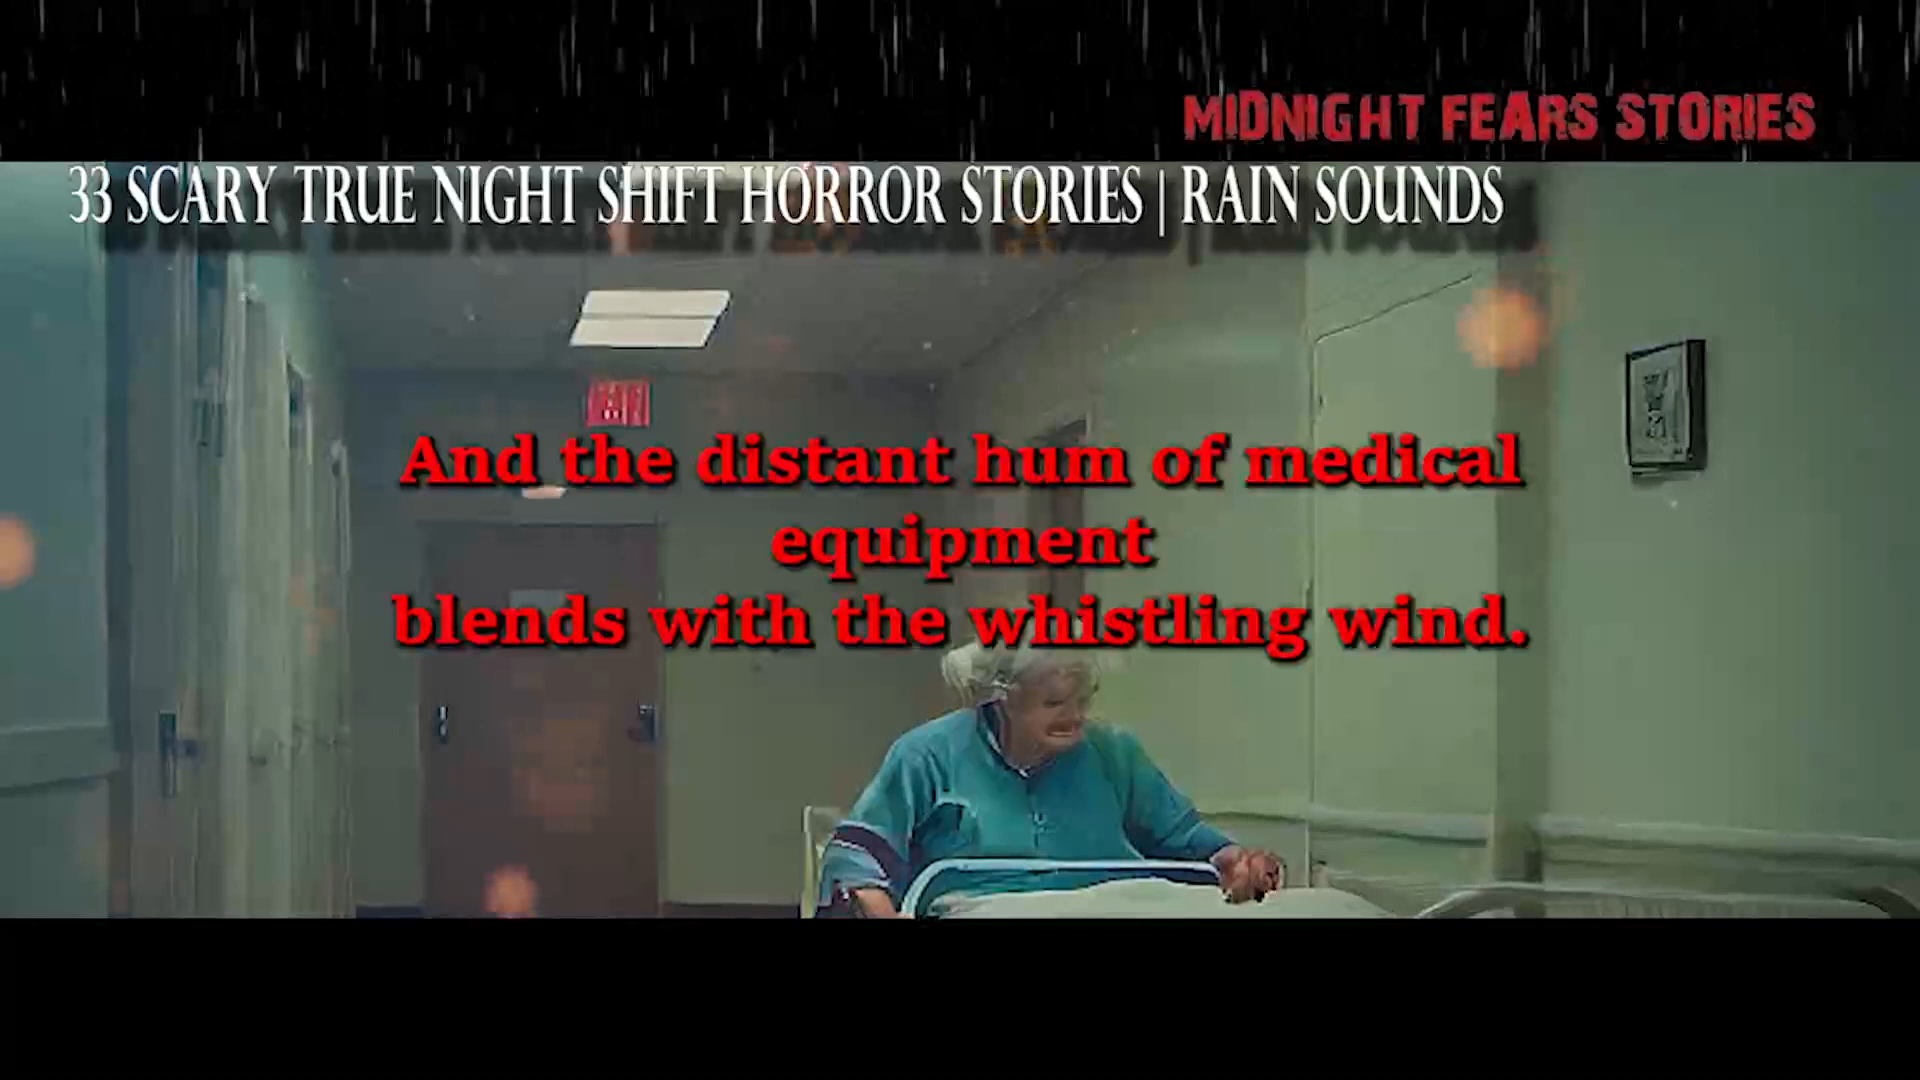 MIDNIGHT FEARS STORIES
33 SCARY TRUE NIGHT SHIFT HORROR STORIES | RAIN SOUNDS
And the distant hum of medical
equipment
blends with the whistling wind.